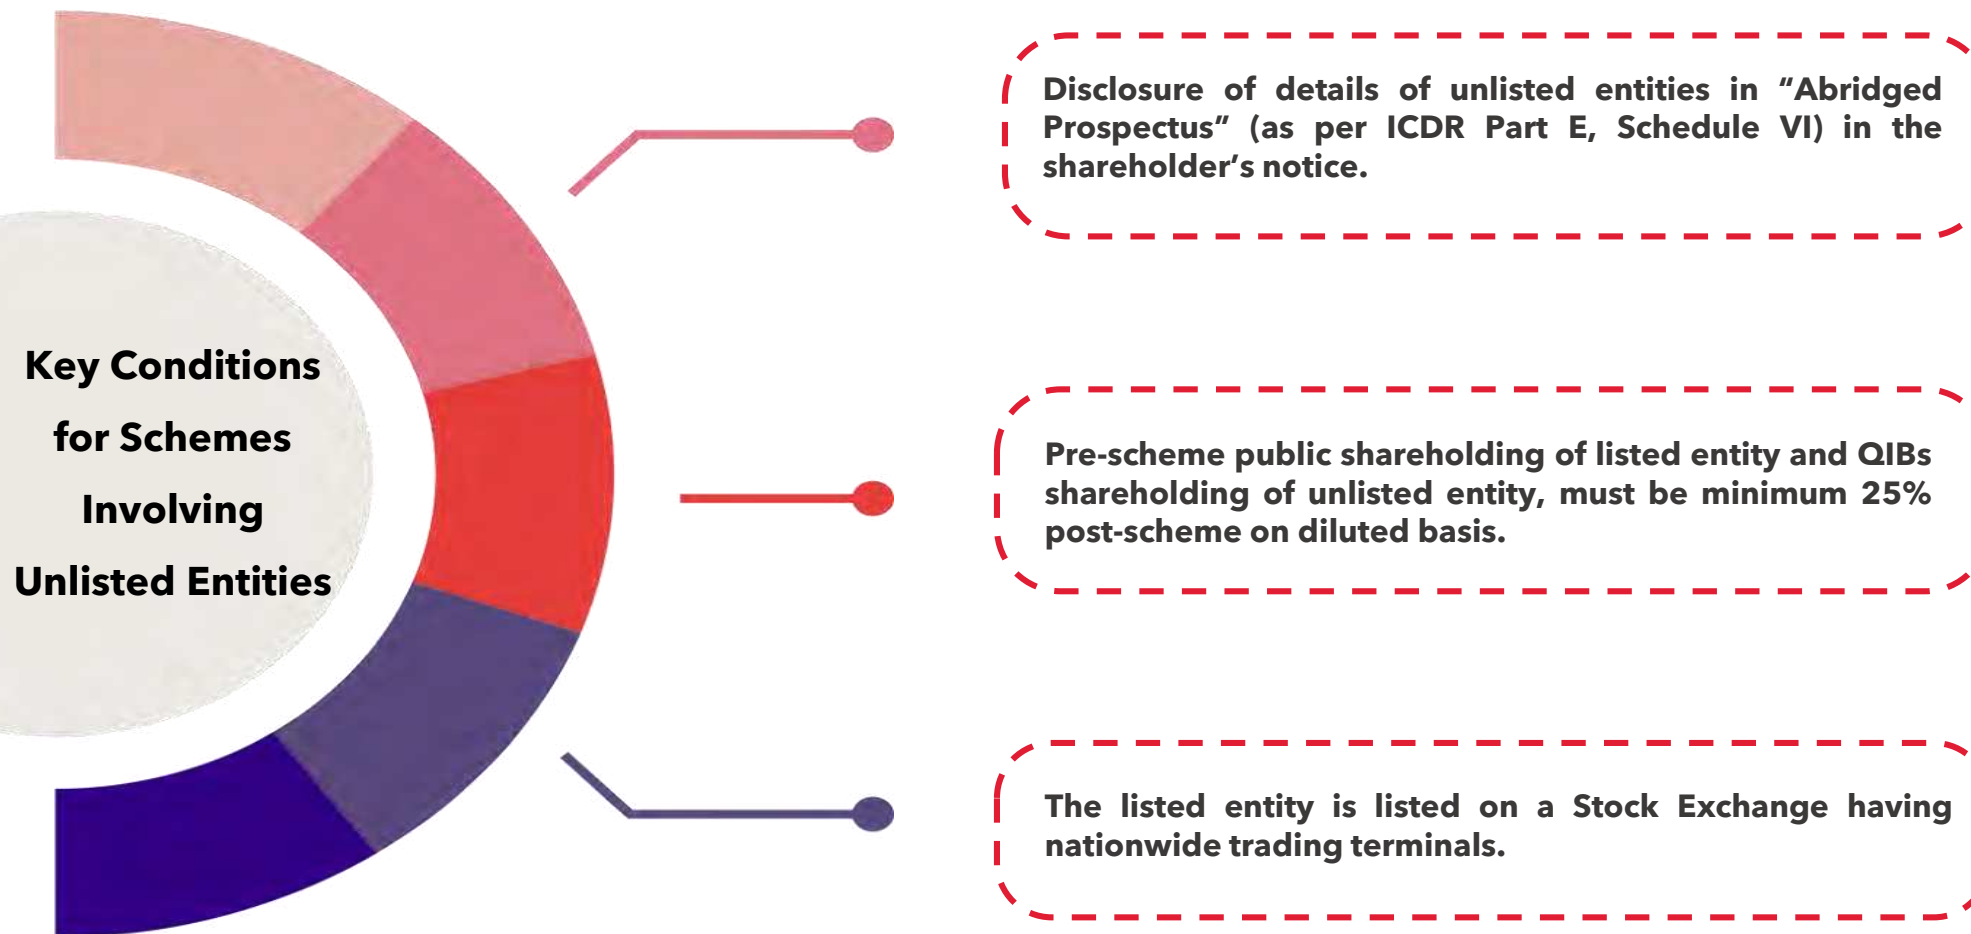 Key Conditions
for Schemes
Involving
Unlisted Entities
Disclosure of details of unlisted entities in “Abridged
Prospectus” (as per ICDR Part E, Schedule VI) in the
shareholder’s notice.
Pre-scheme public shareholding of listed entity and QIBs
shareholding of unlisted entity, must be minimum 25%
post-scheme on diluted basis.
The listed entity is listed on a Stock Exchange having
nationwide trading terminals.